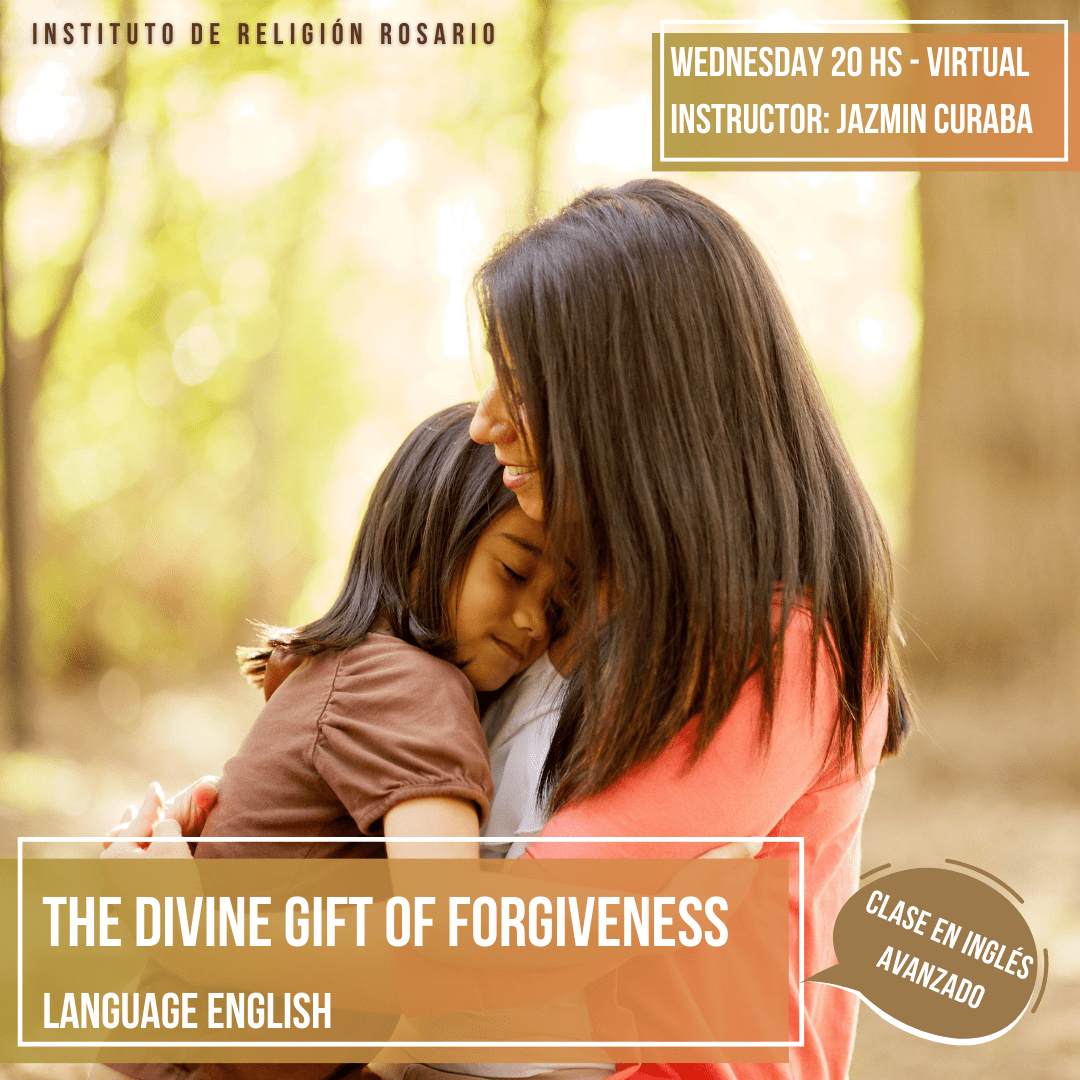 INSTITUTO DE RELIGIÓN ROSARIO
WEDNESDAY 20 HS - VIRTUAL
INSTRUCTOR: JAZMIN CURABA
THE DIVINE GIFT OF FORGIVENESS
LANGUAGE ENGLISH
CLASE EN INGLÉS
AVANZADO